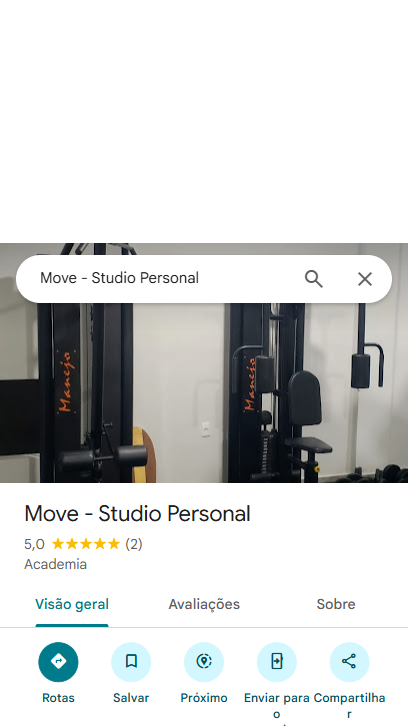 Move - Studio Personal
Manejo
Manejo
Move - Studio Personal
5,0 (2)
Academia
Visão geral Avaliações Sobre
Rotas Salvar Próximo Enviar para Compartilha
o r